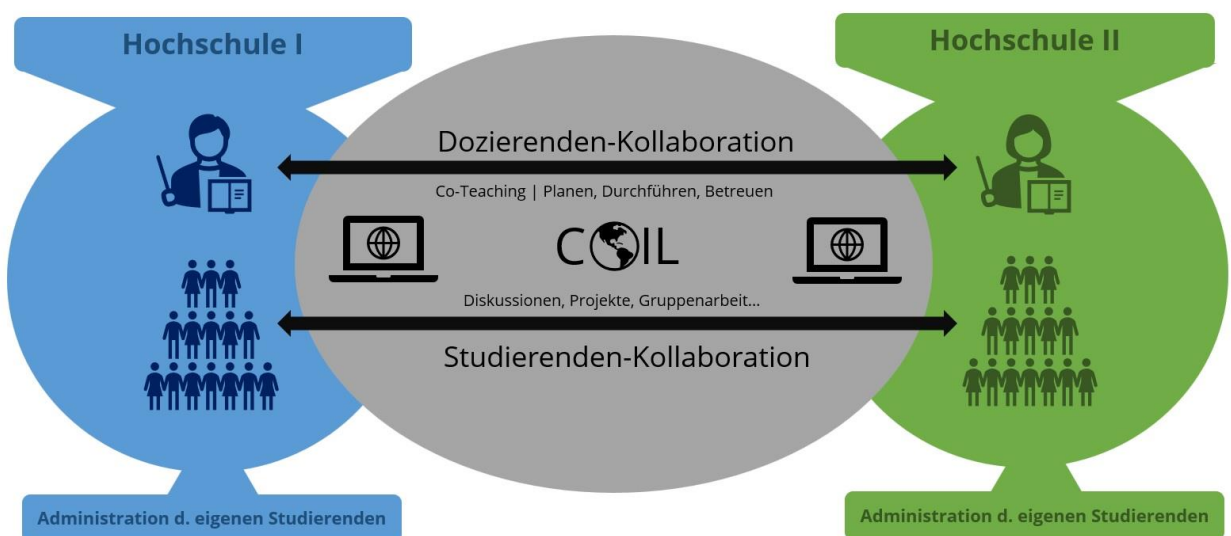 Hochschule I
Hochschule II
Dozierenden-Kollaboration
Co-Teaching | Planen, Durchführen, Betreuen
COIL
Diskussionen, Projekte, Gruppenarbeit...
Studierenden-Kollaboration
Administration d. eigenen Studierenden
Administration d. eigenen Studierenden